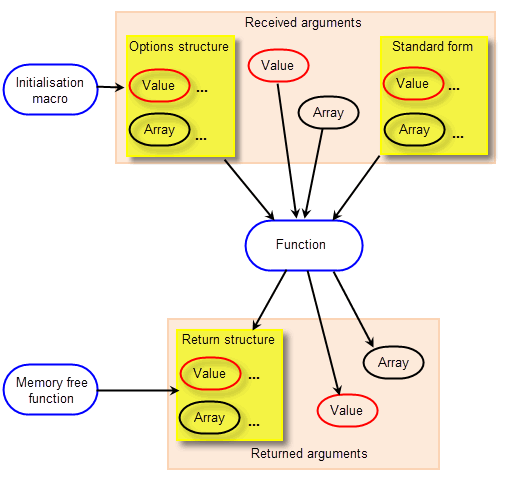 Received arguments
Options structure
Standard form
Initialisation
macro
Value
Value ...
Value ...
Array
Array ...
Array ...
Function
Return structure
Memory free
function
Value ...
Array
Array ...
Value
Returned arguments